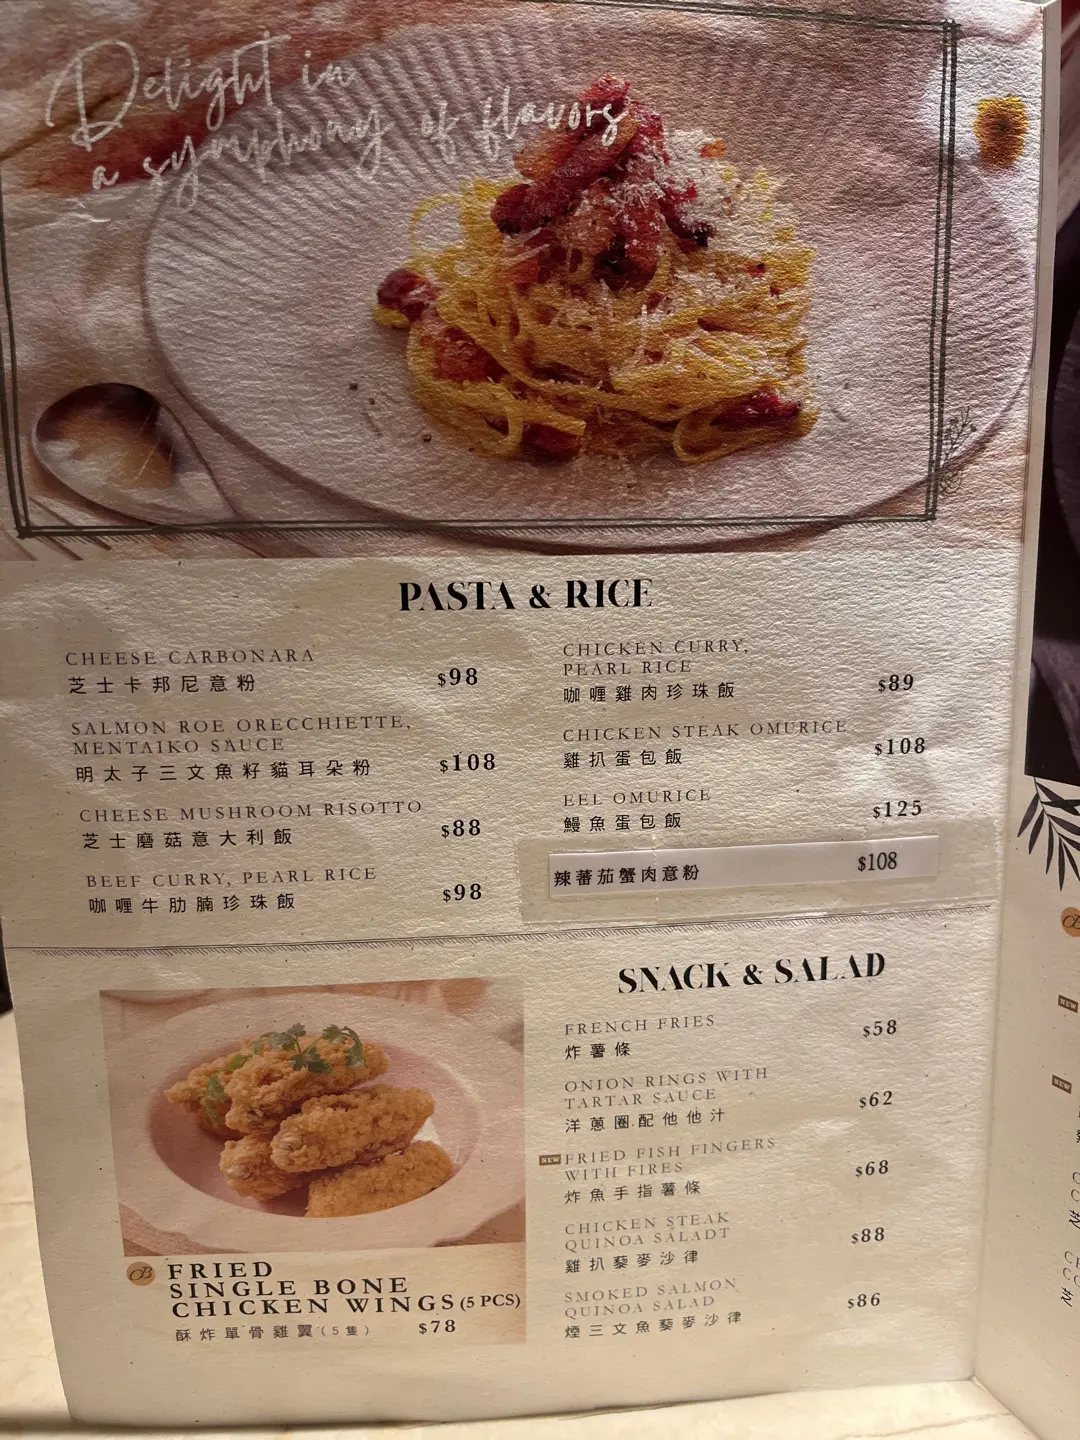 Delight in
a symphony of flavors
PASTA & RICE
CHEESE CARBONARA
芝士卡邦尼意粉
$98
SALMON ROE ORECCHIETTE,
MENTAIKO SAUCE
明太子三文魚籽貓耳朵粉
$108
CHEESE MUSHROOM RISOTTO
芝士磨菇意大利飯
$88
BEEF CURRY, PEARL RICE
咖喱牛肋腩珍珠飯
$98
CHICKEN CURRY,
PEARL RICE
咖喱雞肉珍珠飯
$89
CHICKEN STEAK OMURICE
雞扒蛋包飯
$108
EEL OMURICE
鰻魚蛋包飯
$125
辣蕃茄蟹肉意粉 $108
SNACK & SALAD
FRENCH FRIES
炸薯條
$58
ONION RINGS WITH
TARTAR SAUCE
洋蔥圈配他他汁
$62
NEW FRIED FISH FINGERS
WITH FIRES
炸魚手指薯條
$68
CHICKEN STEAK
QUINOA SALADT
雞扒藜麥沙律
$88
SMOKED SALMON
QUINOA SALAD
煙三文魚藜麥沙律
$86
FRIED
SINGLE BONE
CHICKEN WINGS (5 PCS)
酥炸單骨雞翼(5隻) $78
NEW
NEW